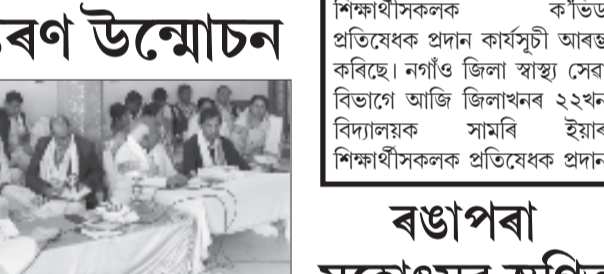 ৰণ উন্মোচন
শিক্ষাৰ্থীসকলক ক'ভিড
প্ৰতিষেধক প্ৰদান কাৰ্যসূচী আৰম্ভ
কৰিছে। নগাঁও জিলা স্বাস্থ্য সেৱা
বিভাগে আজি জিলাখনৰ ২২খন
বিদ্যালয়ক সামৰি ইয়াৰ
শিক্ষাৰ্থীসকলক প্ৰতিষেধক প্ৰদান
ৰঙাপৰা